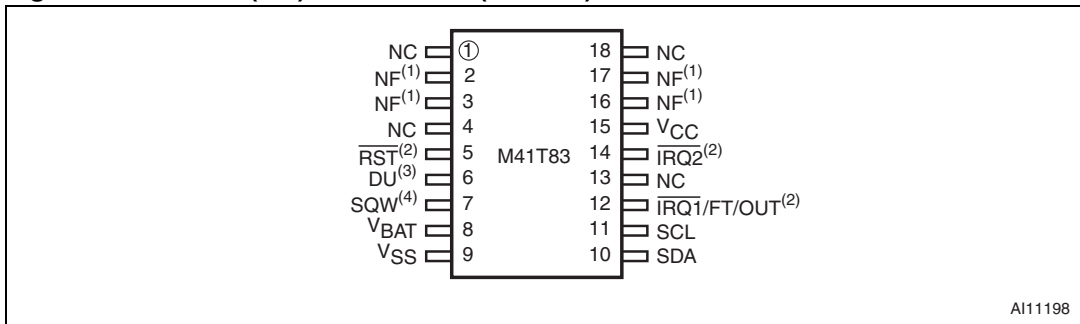 NC ① 18 NC
NF(1) 2 17 NF(1)
NF(1) 3 16 NF(1)
NC 4 15 VCC
RST(2) 5 M41T83 14 IRQ2(2)
DU(3) 6 13 NC
SQW(4) 7 12 IRQ1/FT/OUT(2)
VBAT 8 11 SCL
VSS 9 10 SDA
AI11198